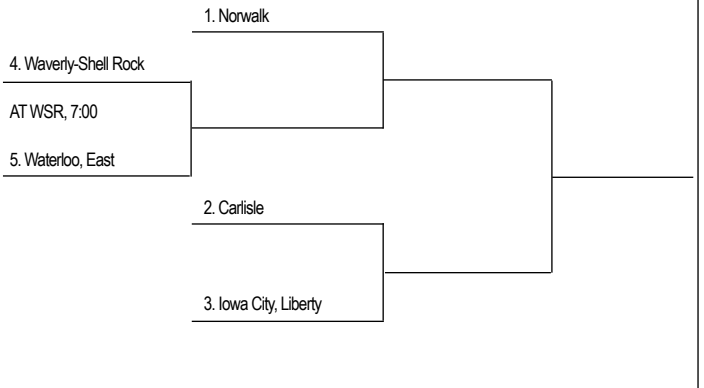 1. Norwalk
4. Waverly-Shell Rock
AT WSR, 7:00
5. Waterloo, East
2. Carlisle
3. Iowa City, Liberty